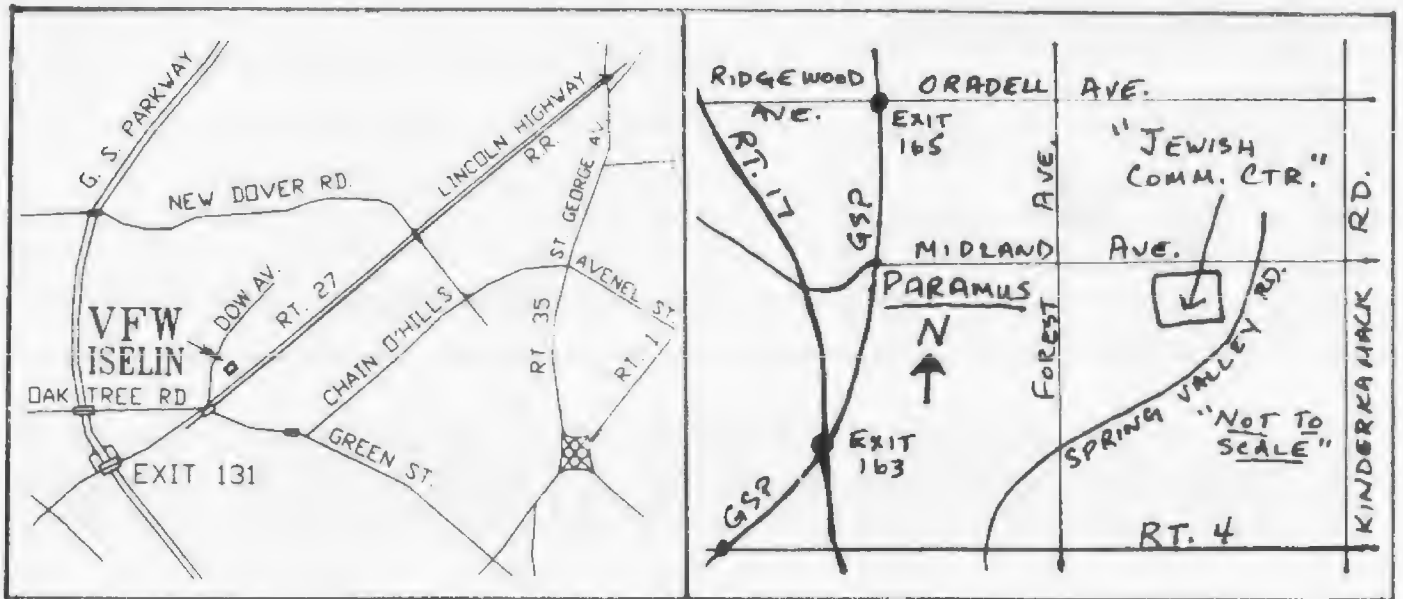 G. S. PARKWAY
NEW DOVER RD.
LINCOLN HIGHWAY
R.R.
ST GEORGE AV.
DOW AV.
RT. 27
VFW
ISELIN
CHAIN O'HILLS
AVENEL ST.
RT 35
RT. 1
OAK TREE RD
GREEN ST.
EXIT 131
RIDGEWOOD
AVE.
ORADELL AVE.
EXIT
165
RT. 17
GSP
FOREST AVE.
"JEWISH
COMM. CTR."
MIDLAND AVE.
PARAMUS
N
KINDERKAMACK RD.
SPRING VALLEY RD.
"NOT TO
SCALE"
EXIT
163
GSP
RT. 4